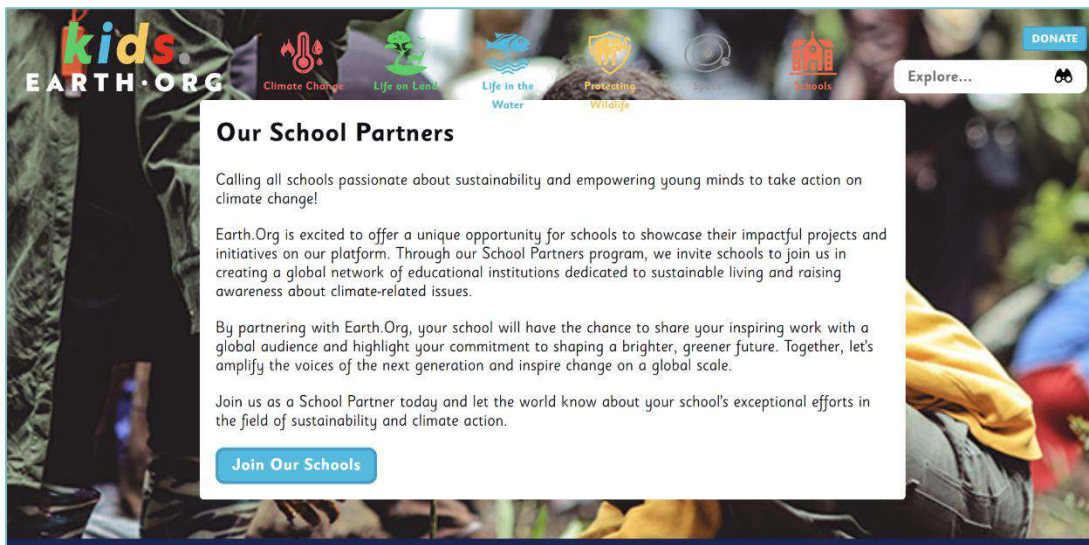 kids.
EARTH·ORG
Climate Change
Life on Land
Life in the
Water
Protecting
Wildlife
Space
Schools
DONATE
Explore...
Our School Partners
Calling all schools passionate about sustainability and empowering young minds to take action on
climate change!
Earth.Org is excited to offer a unique opportunity for schools to showcase their impactful projects and
initiatives on our platform. Through our School Partners program, we invite schools to join us in
creating a global network of educational institutions dedicated to sustainable living and raising
awareness about climate-related issues.
By partnering with Earth.Org, your school will have the chance to share your inspiring work with a
global audience and highlight your commitment to shaping a brighter, greener future. Together, let's
amplify the voices of the next generation and inspire change on a global scale.
Join us as a School Partner today and let the world know about your school's exceptional efforts in
the field of sustainability and climate action.
Join Our Schools